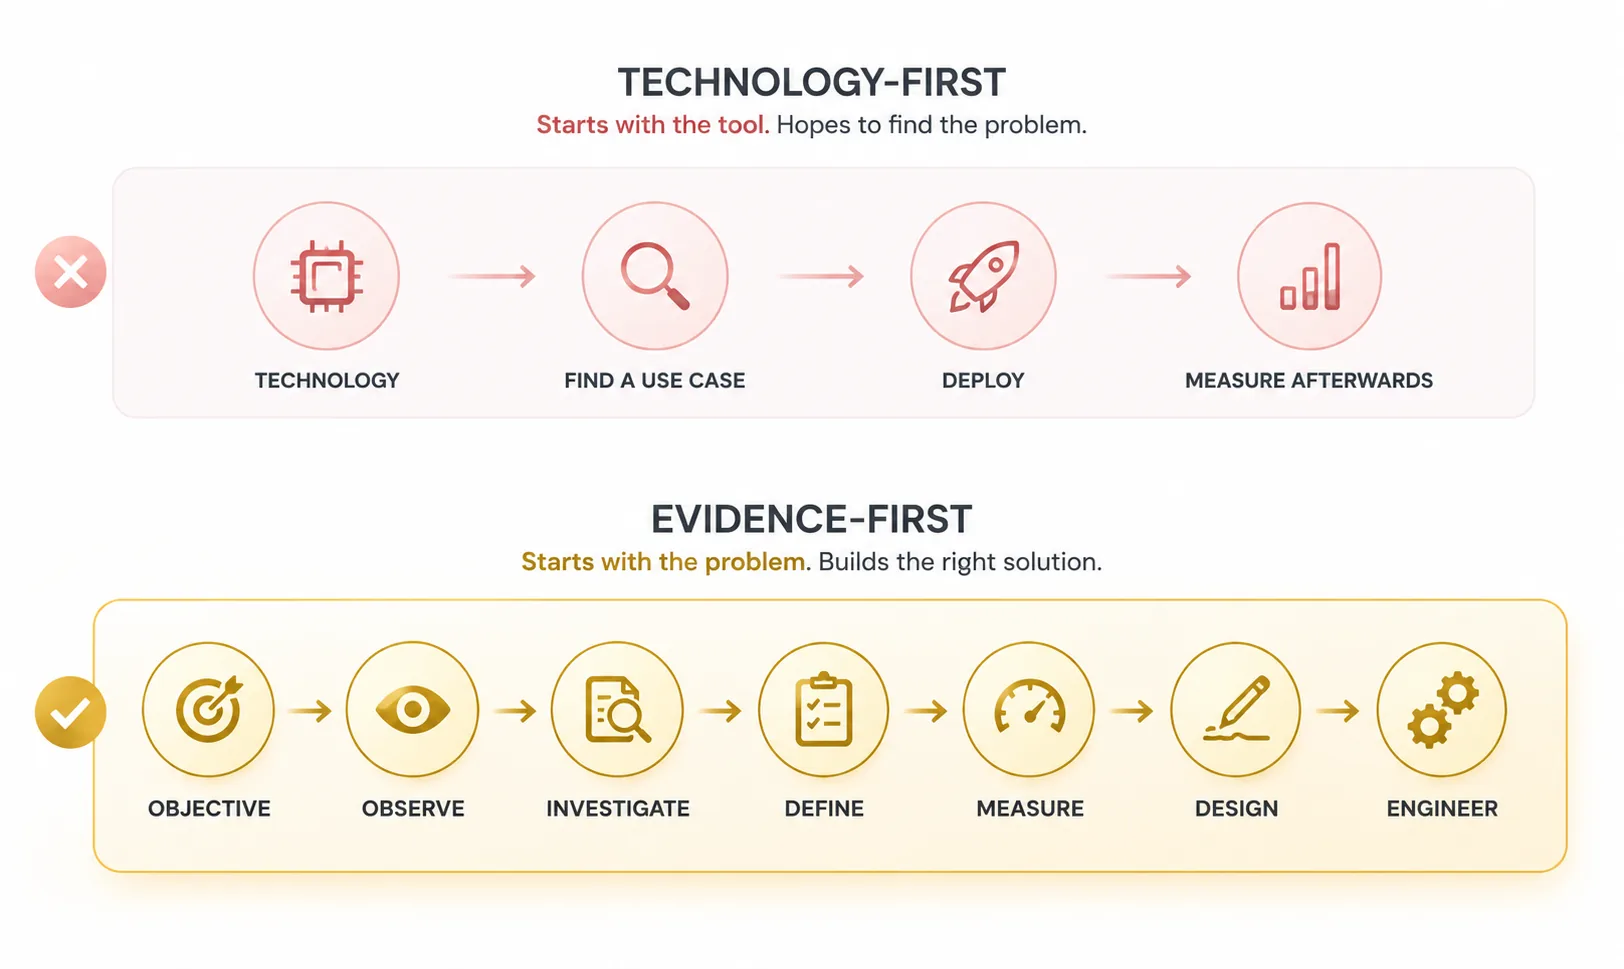 TECHNOLOGY-FIRST
Starts with the tool. Hopes to find the problem.
TECHNOLOGY
FIND A USE CASE
DEPLOY
MEASURE AFTERWARDS
EVIDENCE-FIRST
Starts with the problem. Builds the right solution.
OBJECTIVE
OBSERVE
INVESTIGATE
DEFINE
MEASURE
DESIGN
ENGINEER